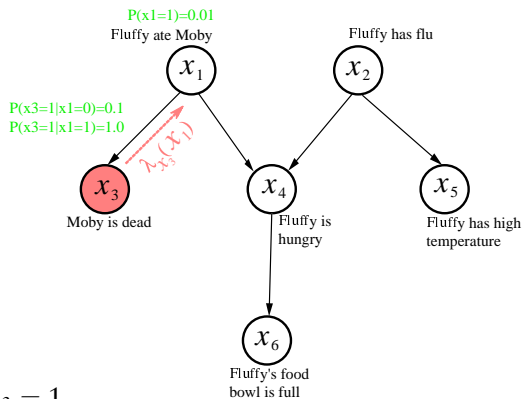 P(x1=1)=0.01
Fluffy ate Moby
Fluffy has flu
x1
x2
P(x3=1|x1=0)=0.1
P(x3=1|x1=1)=1.0
λx3(x1)
x3
x4
x5
Moby is dead
Fluffy is
hungry
Fluffy has high
temperature
x6
Fluffy's food
bowl is full
= 1